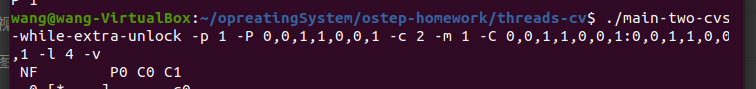 P 1
wang@wang-VirtualBox:~/opreatingSystem/ostep-homework/threads-cv$ ./main-two-cvs
-while-extra-unlock -p 1 -P 0,0,1,1,0,0,1 -c 2 -m 1 -C 0,0,1,1,0,0,1:0,0,1,1,0,0
,1 -l 4 -v
NF P0 C0 C1
0 [* ] c0